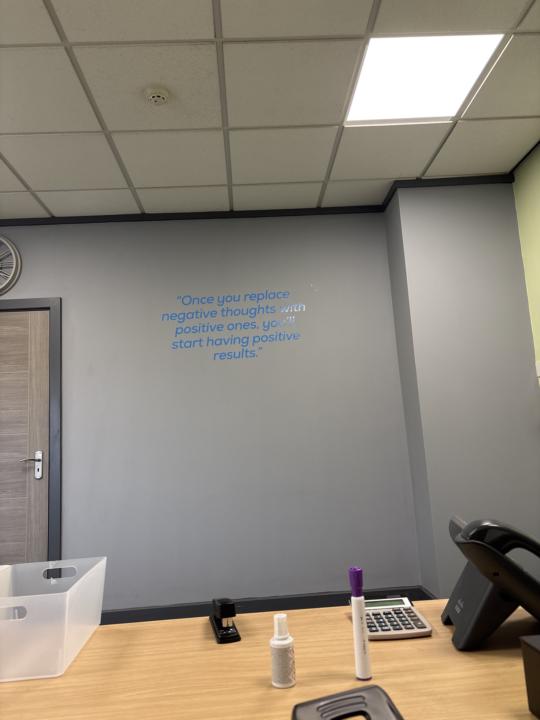 "Once you replace
negative thoughts with
positive ones, you'll
start having positive
results."